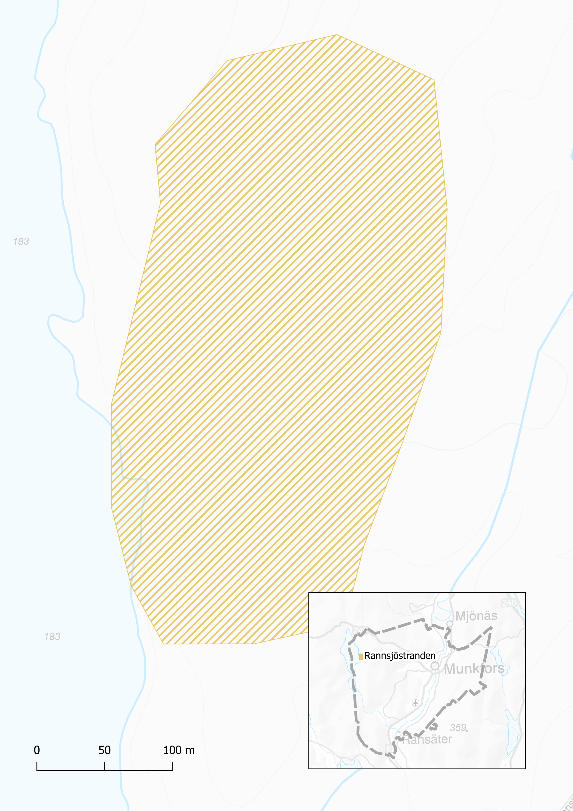 183
183
Mjönäs
Rannsjöstranden
Munkfors
359
Ransäter
0 50 100 m